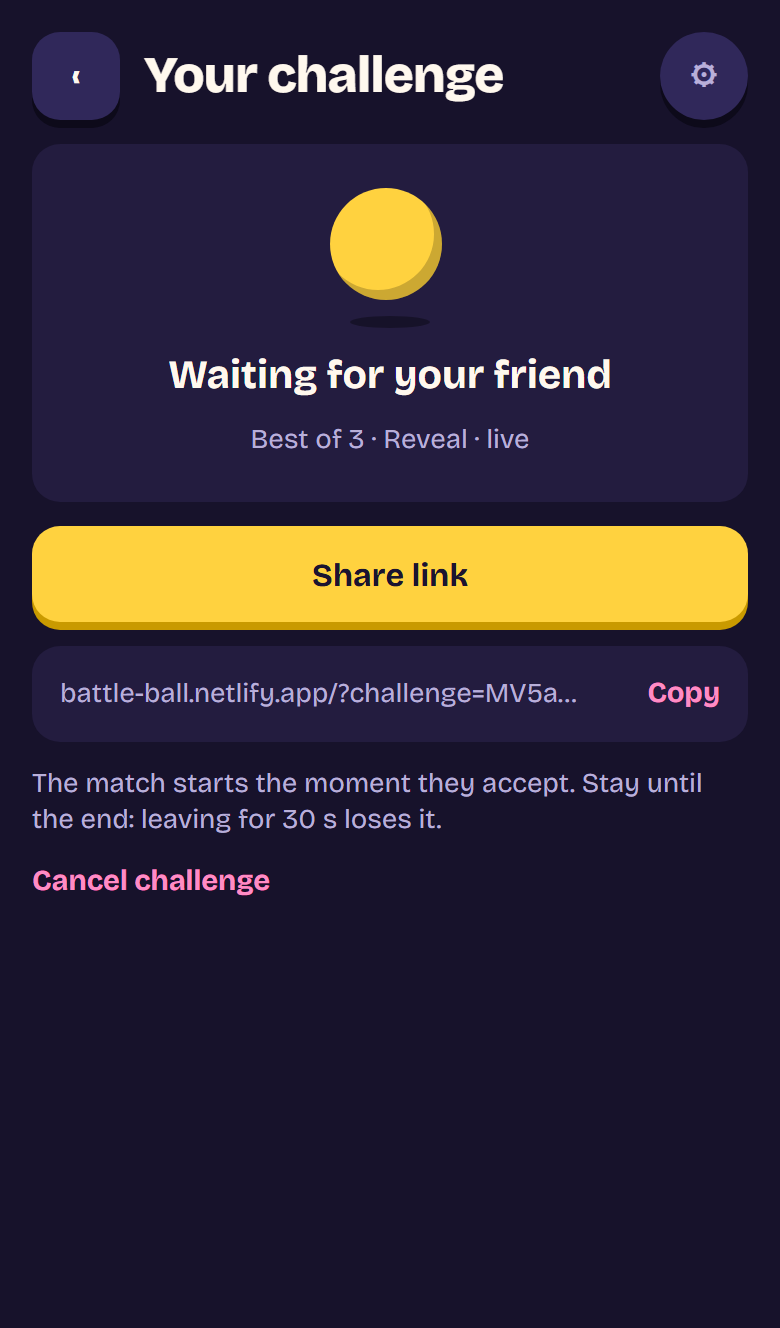 Your challenge
Waiting for your friend
Best of 3 · Reveal · live
Share link
battle-ball.netlify.app/?challenge=MV5a...
Copy
The match starts the moment they accept. Stay until
the end: leaving for 30 s loses it.
Cancel challenge